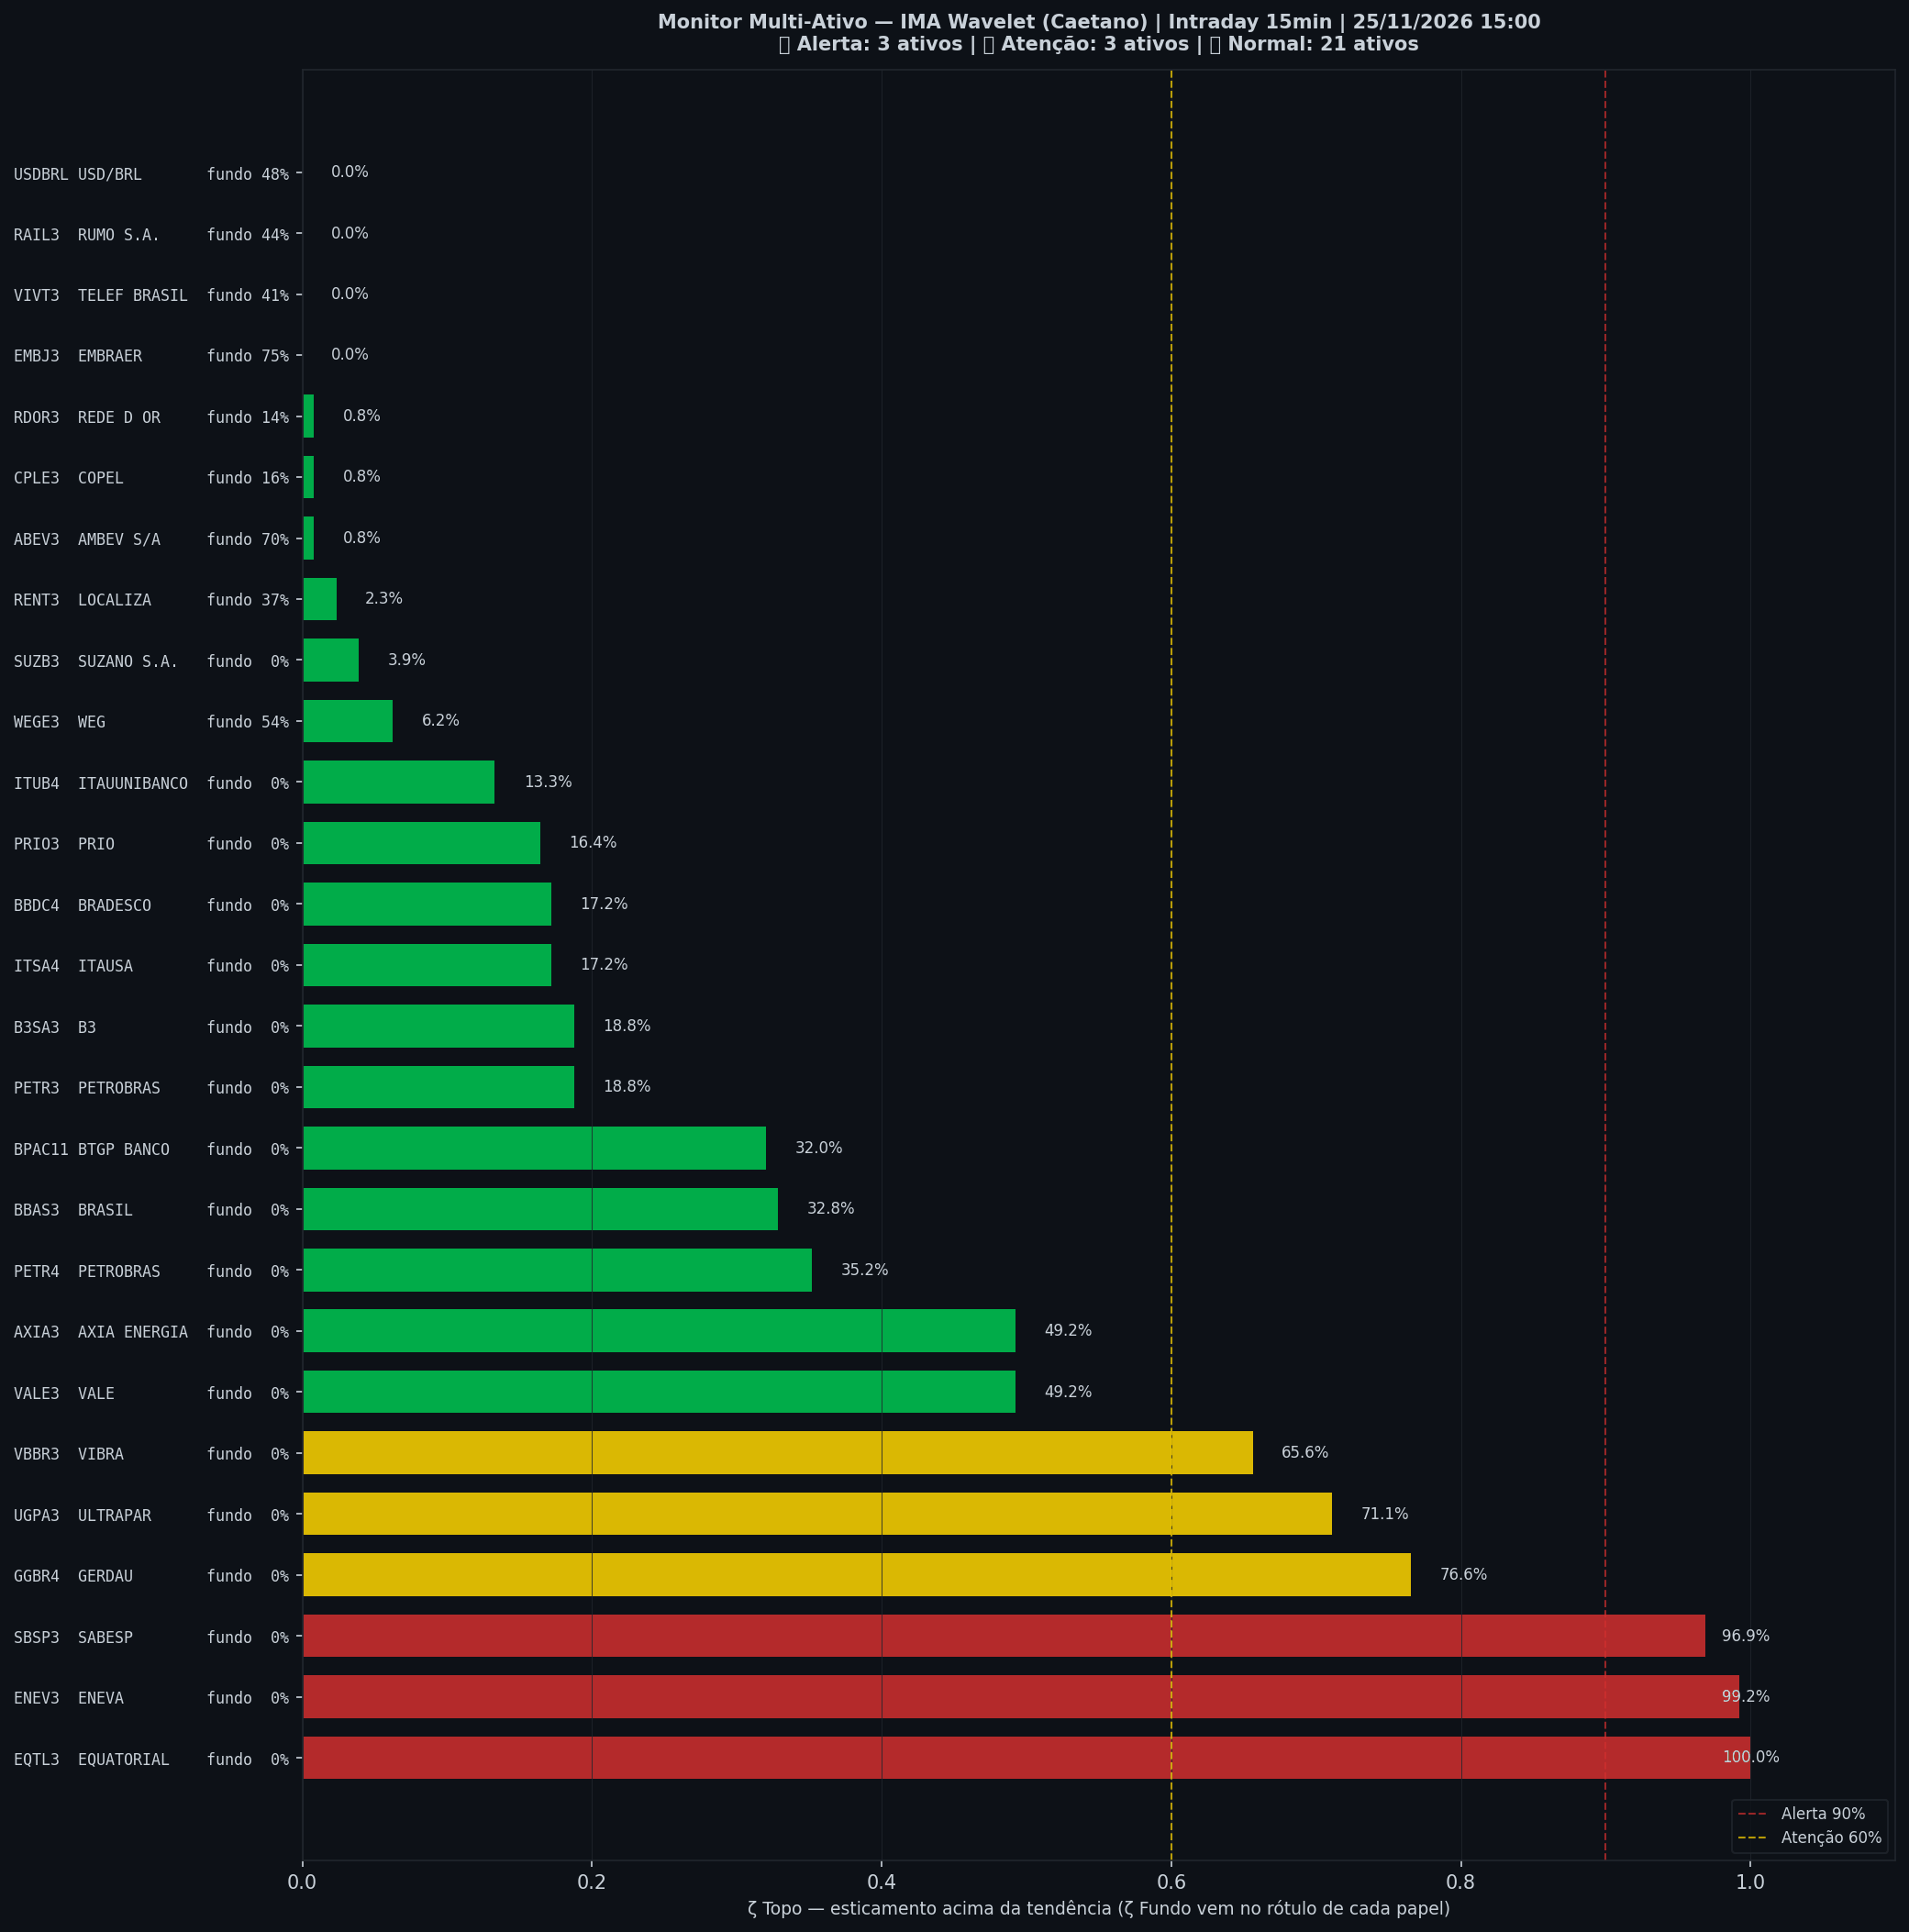 Monitor Multi-Ativo — IMA Wavelet (Caetano) | Intraday 15min | 25/11/2026 15:00
▯ Alerta: 3 ativos | ▯ Atenção: 3 ativos | ▯ Normal: 21 ativos
USDBRL USD/BRL fundo 48% 0.0%
RAIL3 RUMO S.A. fundo 44% 0.0%
VIVT3 TELEF BRASIL fundo 41% 0.0%
EMBJ3 EMBRAER fundo 75% 0.0%
RDOR3 REDE D OR fundo 14% 0.8%
CPLE3 COPEL fundo 16% 0.8%
ABEV3 AMBEV S/A fundo 70% 0.8%
RENT3 LOCALIZA fundo 37% 2.3%
SUZB3 SUZANO S.A. fundo 0% 3.9%
WEGE3 WEG fundo 54% 6.2%
ITUB4 ITAUUNIBANCO fundo 0% 13.3%
PRIO3 PRIO fundo 0% 16.4%
BBDC4 BRADESCO fundo 0% 17.2%
ITSA4 ITAUSA fundo 0% 17.2%
B3SA3 B3 fundo 0% 18.8%
PETR3 PETROBRAS fundo 0% 18.8%
BPAC11 BTGP BANCO fundo 0% 32.0%
BBAS3 BRASIL fundo 0% 32.8%
PETR4 PETROBRAS fundo 0% 35.2%
AXIA3 AXIA ENERGIA fundo 0% 49.2%
VALE3 VALE fundo 0% 49.2%
VBBR3 VIBRA fundo 0% 65.6%
UGPA3 ULTRAPAR fundo 0% 71.1%
GGBR4 GERDAU fundo 0% 76.6%
SBSP3 SABESP fundo 0% 96.9%
ENEV3 ENEVA fundo 0% 99.2%
EQTL3 EQUATORIAL fundo 0% 100.0%
Alerta 90%
Atenção 60%
0.0 0.2 0.4 0.6 0.8 1.0
ζ Topo — esticamento acima da tendência (ζ Fundo vem no rótulo de cada papel)